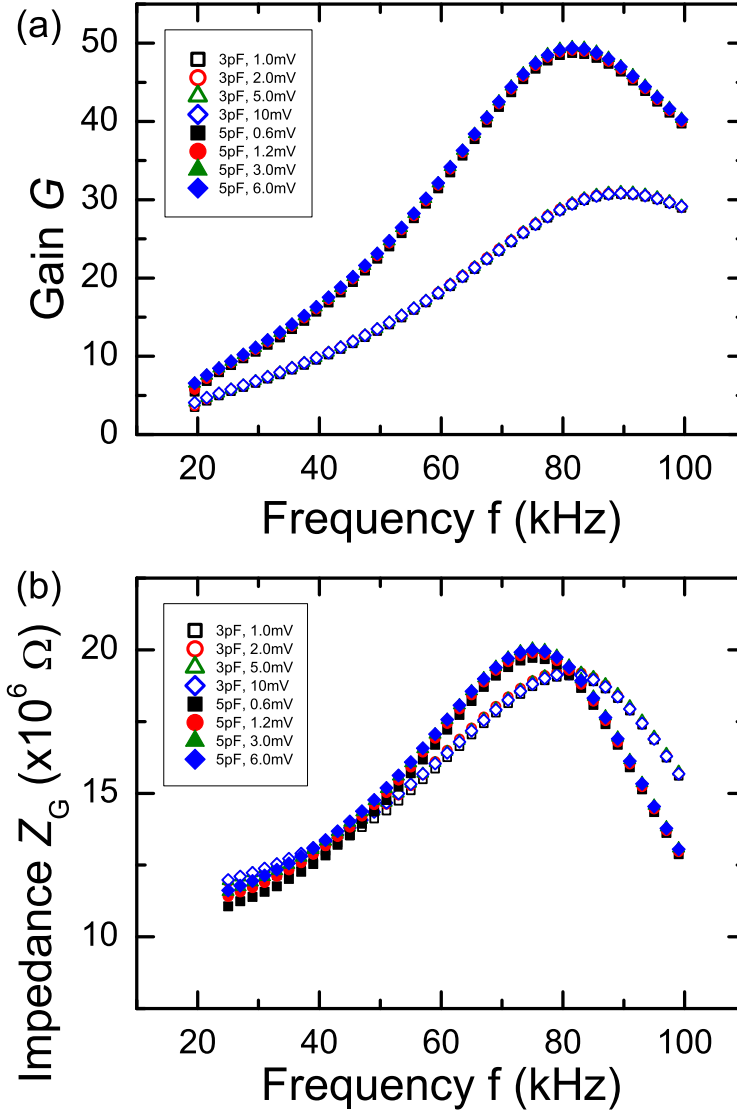 (a)
50
40
30
20
10
0
Gain G
3pF, 1.0mV
3pF, 2.0mV
3pF, 5.0mV
3pF, 10mV
5pF, 0.6mV
5pF, 1.2mV
5pF, 3.0mV
5pF, 6.0mV
20 40 60 80 100
Frequency f (kHz)
(b)
20
15
10
Impedance Z_G (x10^6 Ω)
3pF, 1.0mV
3pF, 2.0mV
3pF, 5.0mV
3pF, 10mV
5pF, 0.6mV
5pF, 1.2mV
5pF, 3.0mV
5pF, 6.0mV
20 40 60 80 100
Frequency f (kHz)